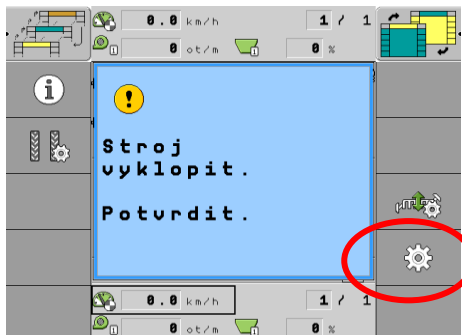 0.0 km/h 1 / 1
0 ot/m 0 %
i
!
Stroj
vyklopit.
Potvrdit.
0.0 km/h 1 / 1
0 ot/m 0 %